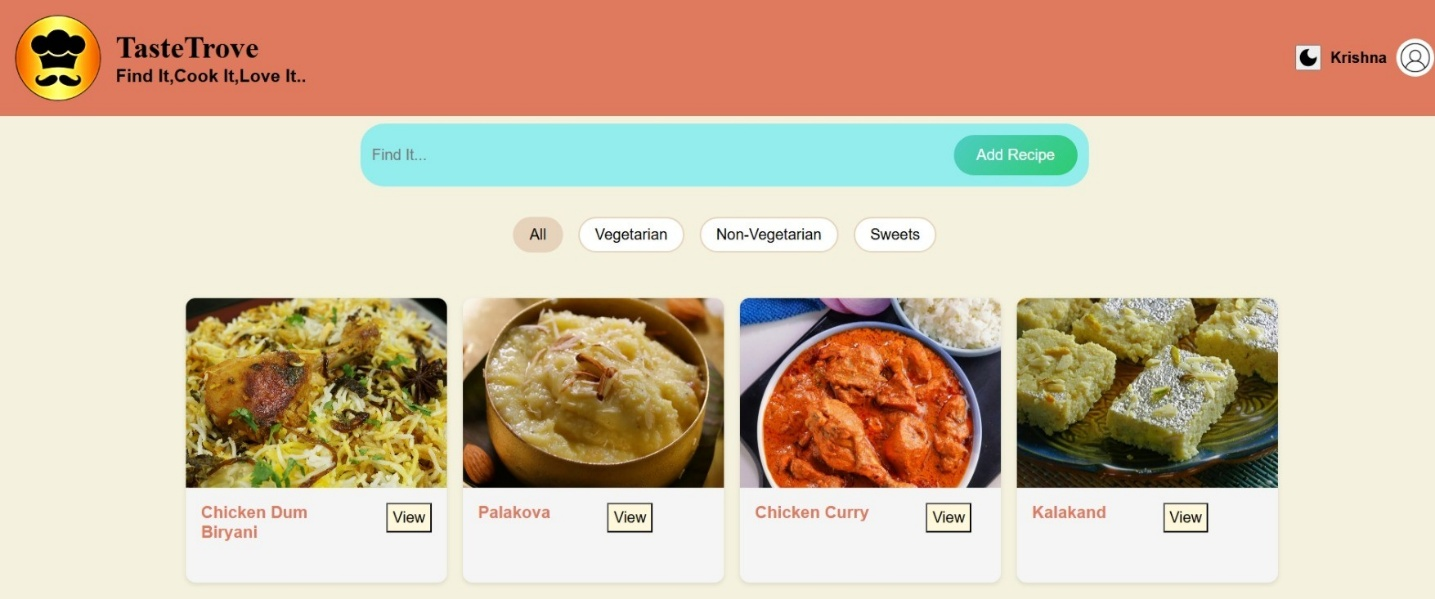 TasteTrove
Find It,Cook It,Love It..
Krishna
Find It...
Add Recipe
All
Vegetarian
Non-Vegetarian
Sweets
Chicken Dum
Biryani
View
Palakova
View
Chicken Curry
View
Kalakand
View